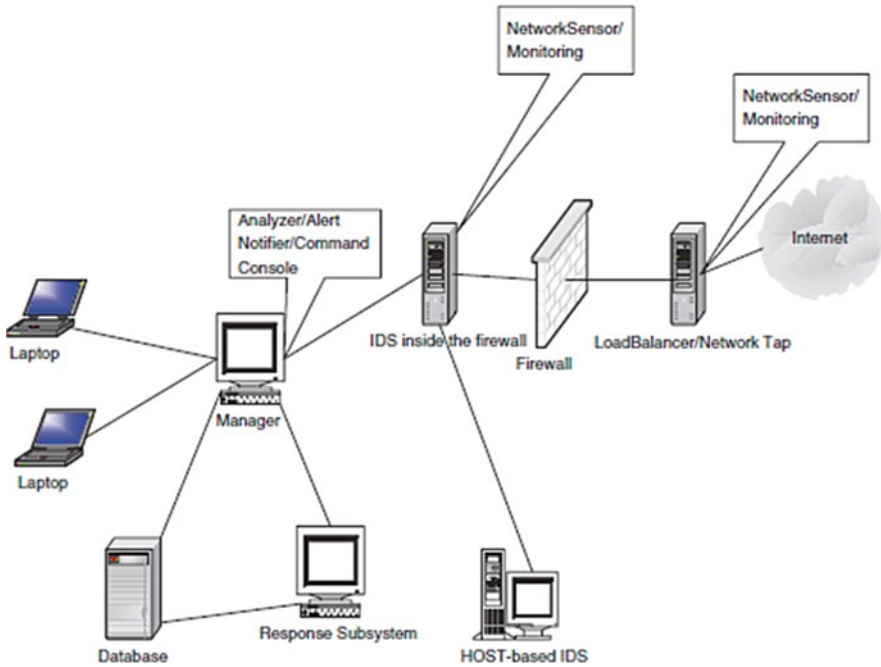 NetworkSensor/
Monitoring
NetworkSensor/
Monitoring
Analyzer/Alert
Notifier/Command
Console
Internet
IDS inside the firewall
LoadBalancer/Network Tap
Laptop
Firewall
Manager
Laptop
Response Subsystem
Database
HOST-based IDS